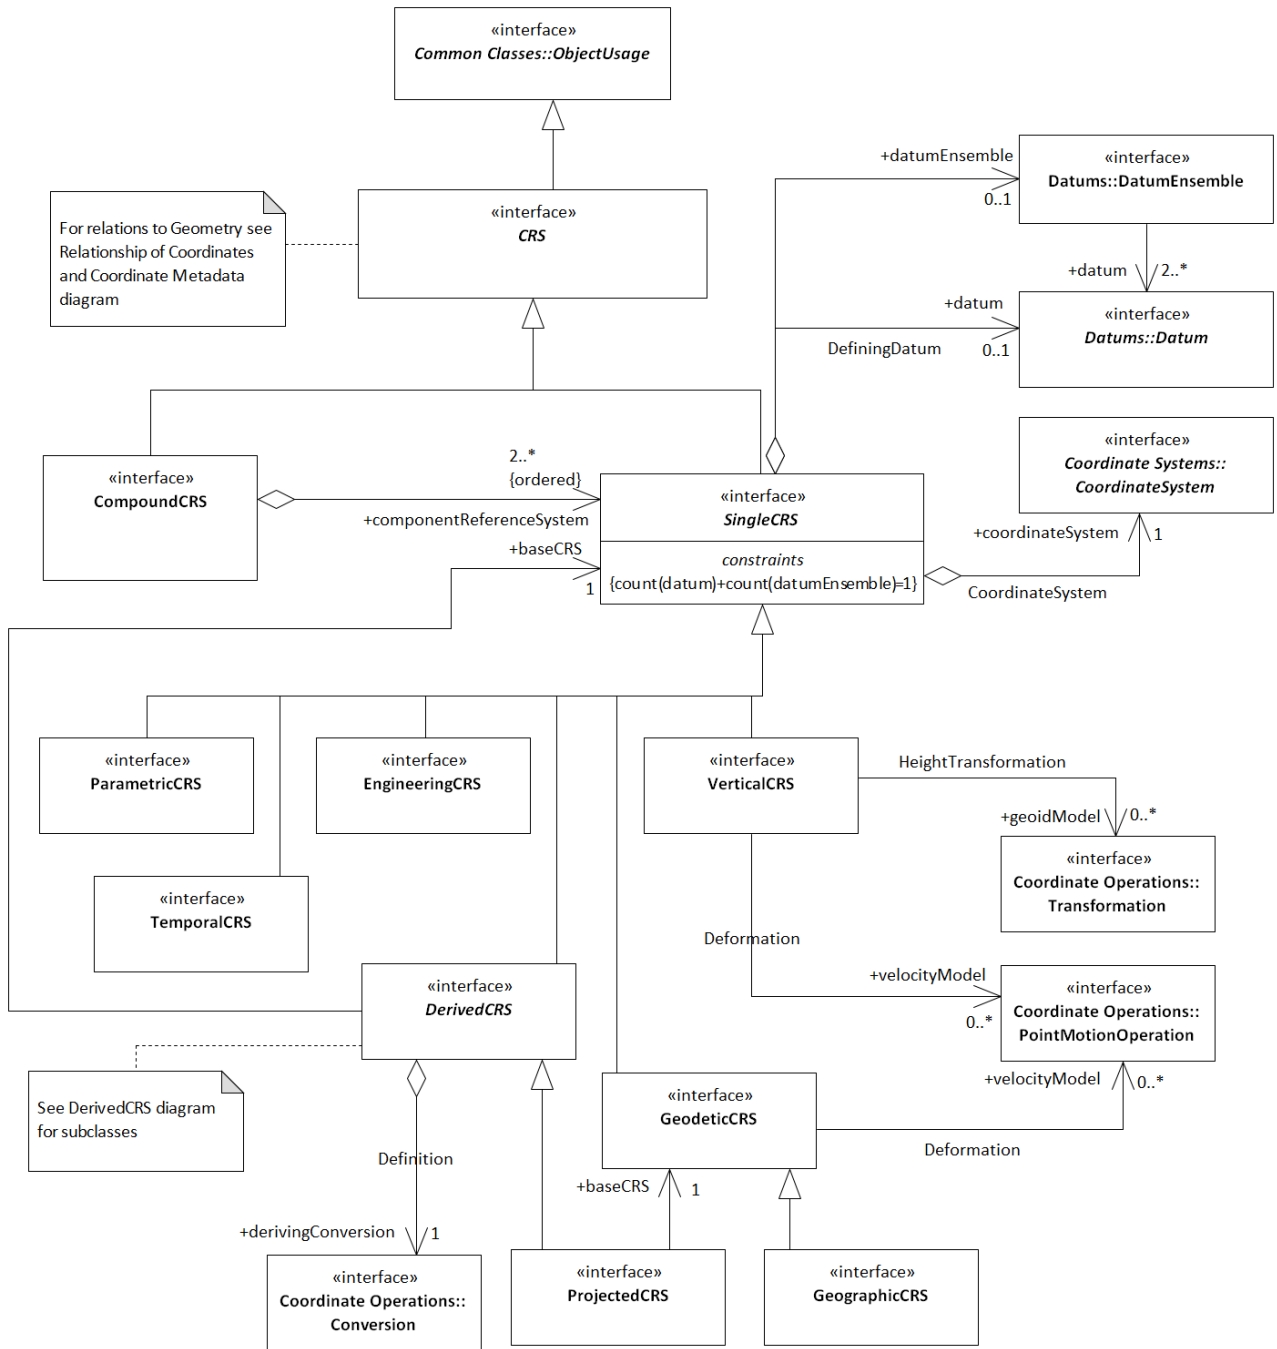 «interface»
Common Classes::ObjectUsage
«interface»
CRS
For relations to Geometry see
Relationship of Coordinates
and Coordinate Metadata
diagram
+datumEnsemble
0..1
«interface»
Datums::DatumEnsemble
+datum
2..*
+datum
DefiningDatum
0..1
«interface»
Datums::Datum
«interface»
CompoundCRS
2..*
{ordered}
+componentReferenceSystem
+baseCRS
1
«interface»
SingleCRS
constraints
{count(datum)+count(datumEnsemble)=1}
«interface»
Coordinate Systems::
CoordinateSystem
+coordinateSystem
1
CoordinateSystem
«interface»
ParametricCRS
«interface»
EngineeringCRS
«interface»
VerticalCRS
HeightTransformation
+geoidModel
0..*
«interface»
Coordinate Operations::
Transformation
«interface»
TemporalCRS
Deformation
+velocityModel
0..*
«interface»
Coordinate Operations::
PointMotionOperation
+velocityModel
0..*
«interface»
DerivedCRS
See DerivedCRS diagram
for subclasses
«interface»
GeodeticCRS
Deformation
Definition
+derivingConversion
1
+baseCRS
1
«interface»
Coordinate Operations::
Conversion
«interface»
ProjectedCRS
«interface»
GeographicCRS